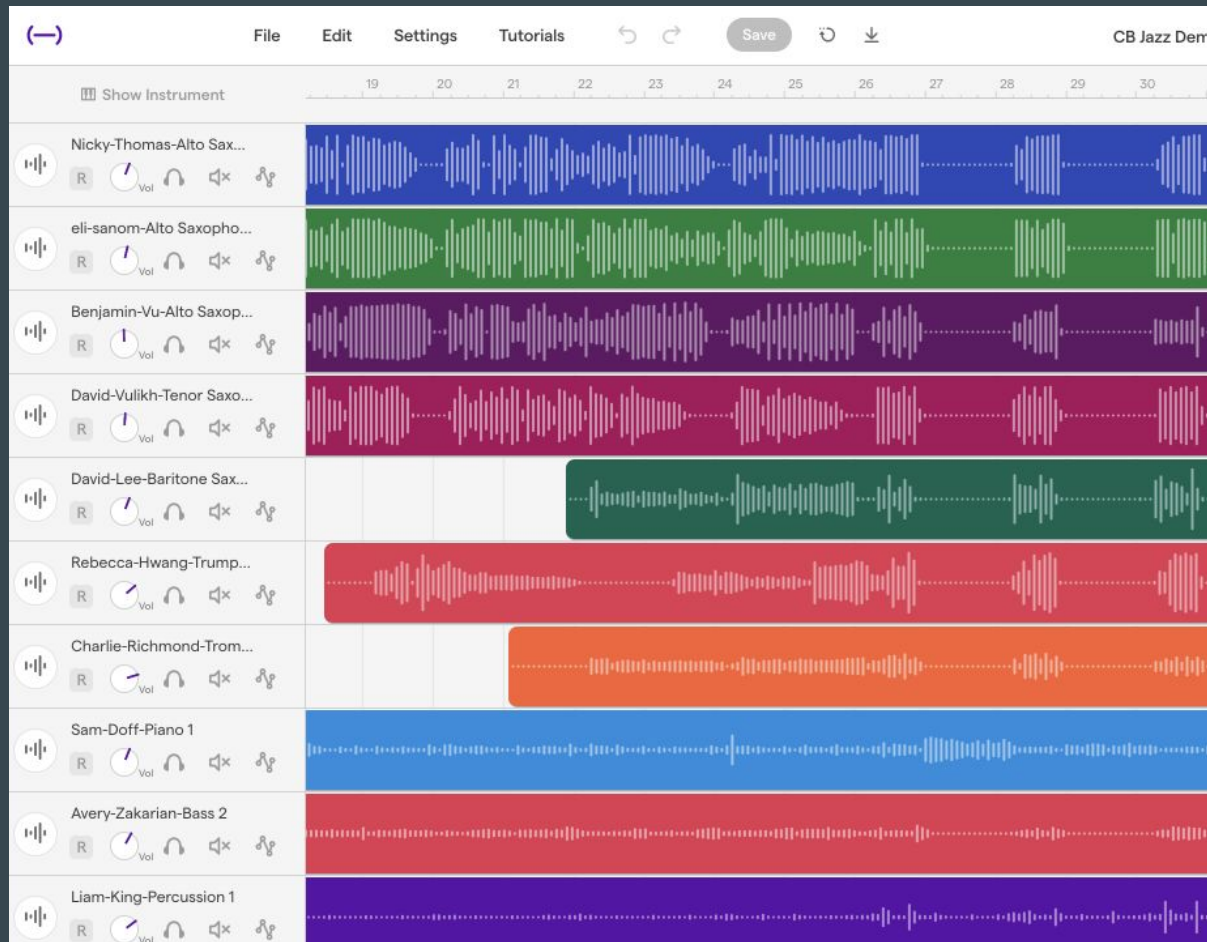 File Edit Settings Tutorials Save CB Jazz Dem
Show Instrument
19 20 21 22 23 24 25 26 27 28 29 30
Nicky-Thomas-Alto Sax...
R Vol
eli-sanom-Alto Saxopho...
R Vol
Benjamin-Vu-Alto Saxop...
R Vol
David-Vulikh-Tenor Saxo...
R Vol
David-Lee-Baritone Sax...
R Vol
Rebecca-Hwang-Trump...
R Vol
Charlie-Richmond-Trom...
R Vol
Sam-Doff-Piano 1
R Vol
Avery-Zakarian-Bass 2
R Vol
Liam-King-Percussion 1
R Vol